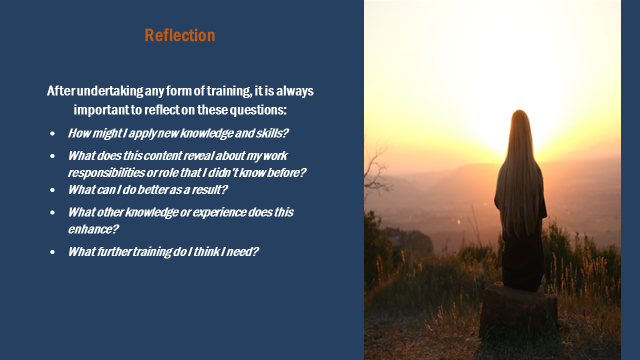 Reflection
After undertaking any form of training, it is always
important to reflect on these questions:
• How might I apply new knowledge and skills?
• What does this content reveal about my work
responsibilities or role that I didn't know before?
• What can I do better as a result?
• What other knowledge or experience does this
enhance?
• What further training do I think I need?